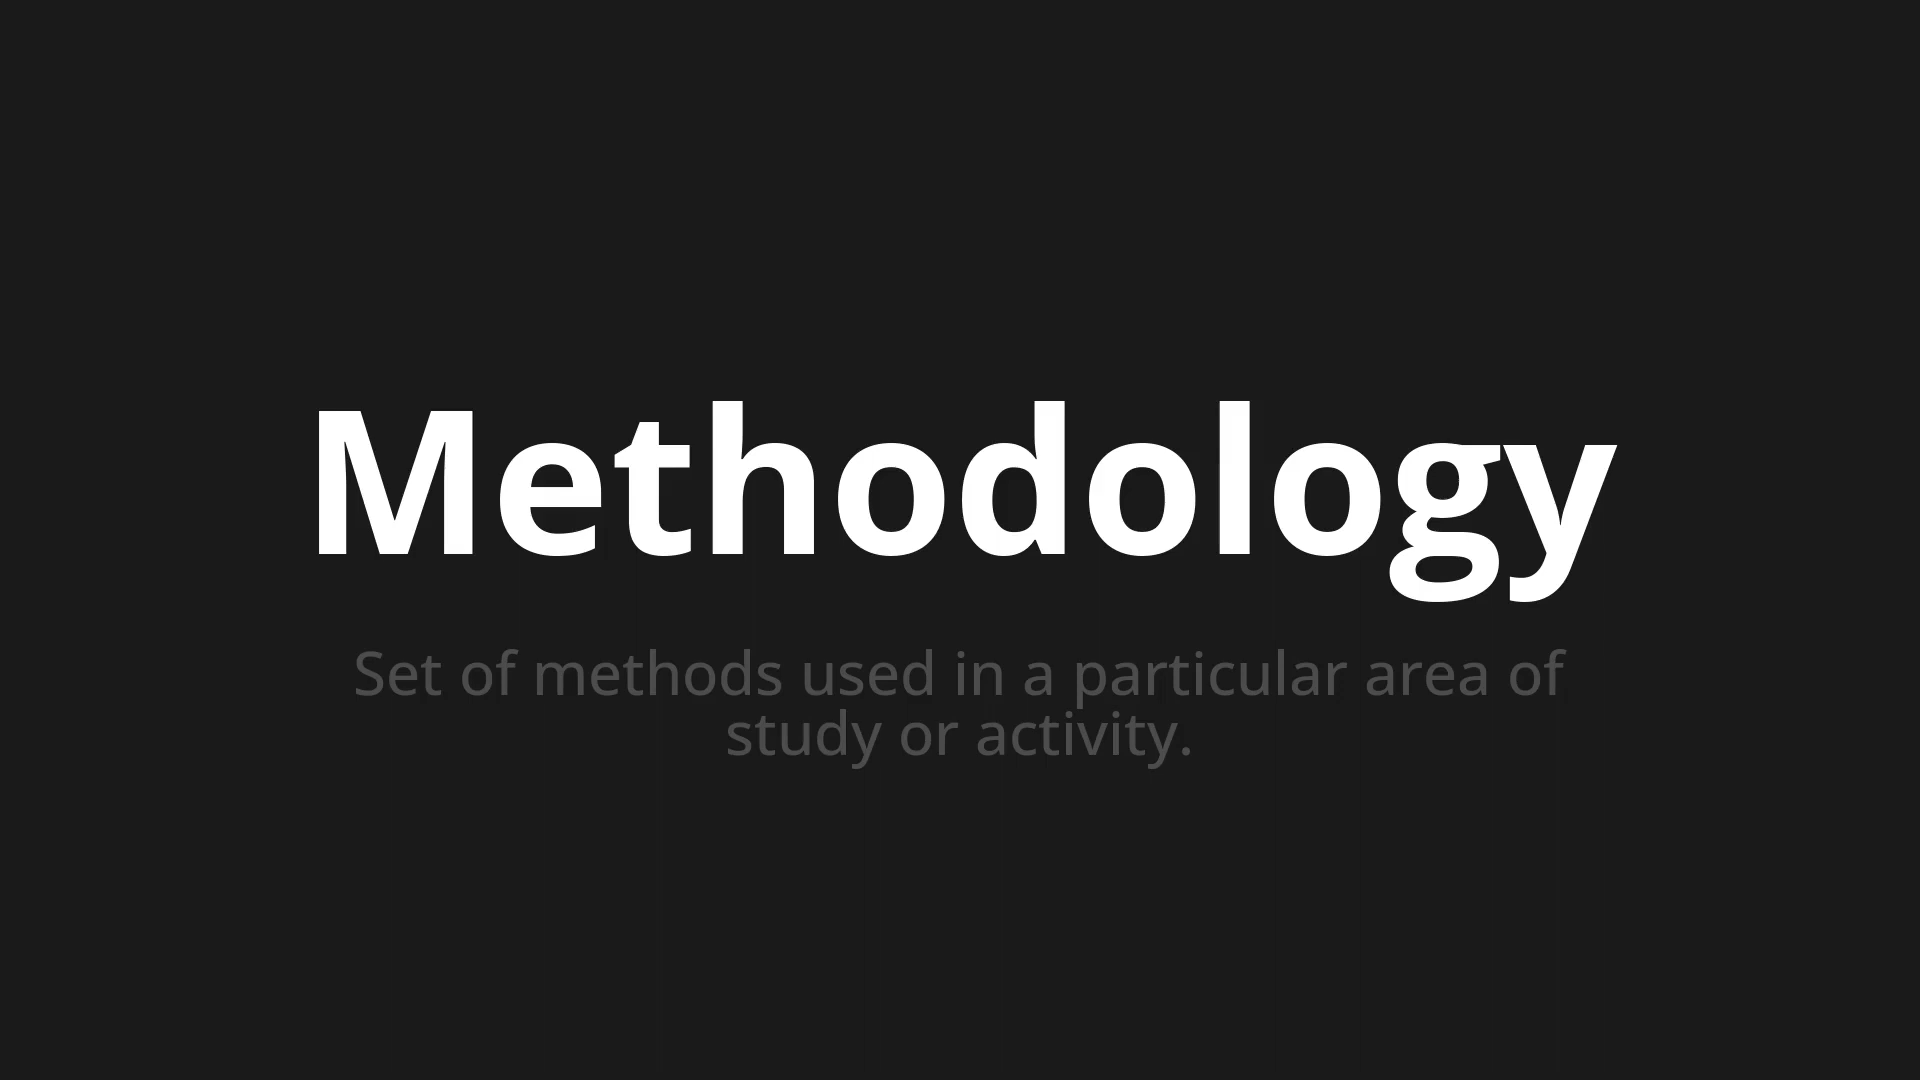 Methodology
Set of methods used in a particular area of
study or activity.